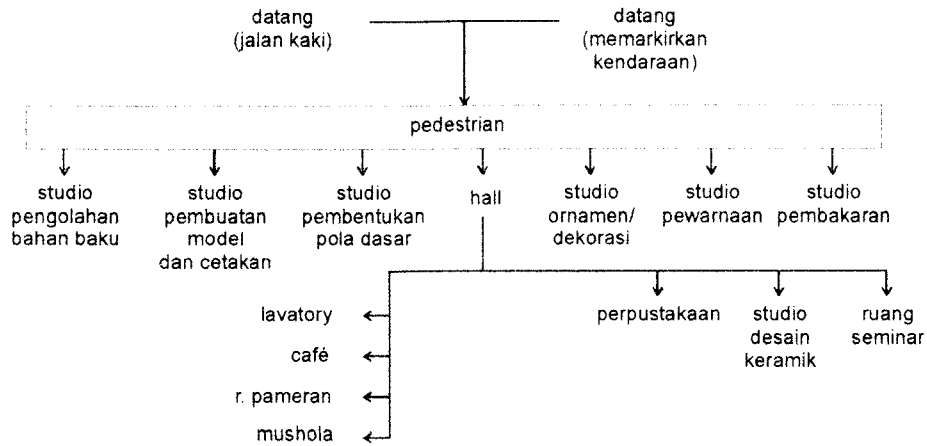 datang
(jalan kaki)
datang
(memarkirkan
kendaraan)
pedestrian
studio
pengolahan
bahan baku
studio
pembuatan
model
dan cetakan
studio
pembentukan
pola dasar
hall
studio
ornamen/
dekorasi
studio
pewarnaan
studio
pembakaran
lavatory
café
r. pameran
mushola
perpustakaan
studio
desain
keramik
ruang
seminar